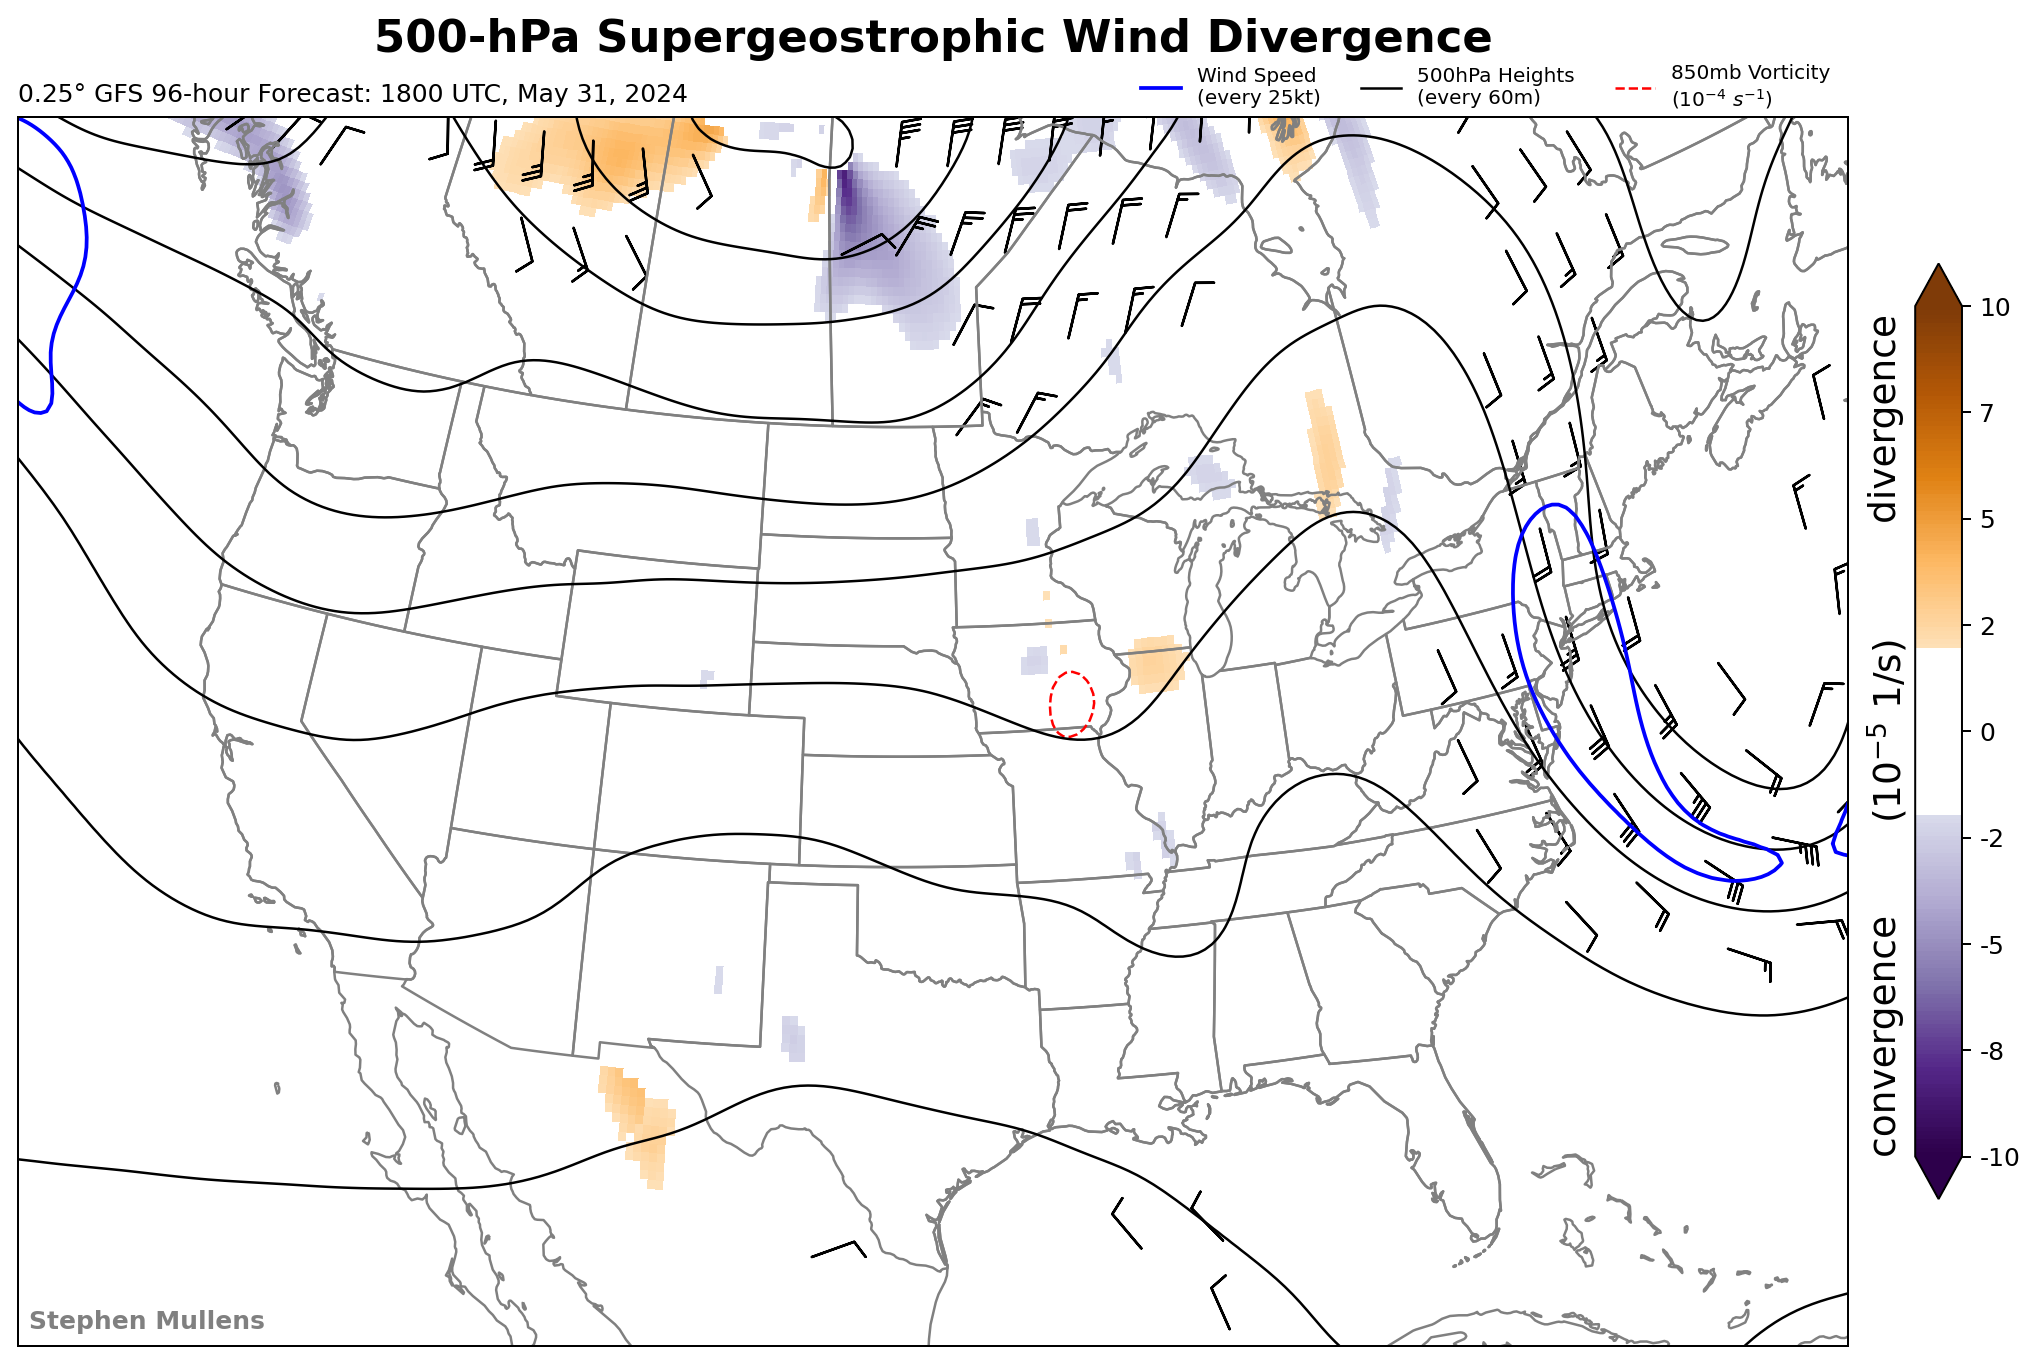 500-hPa Supergeostrophic Wind Divergence
0.25° GFS 96-hour Forecast: 1800 UTC, May 31, 2024
Wind Speed
(every 25kt)
500hPa Heights
(every 60m)
850mb Vorticity
(10⁻⁴ s⁻¹)
10
7
5
2
0
-2
-5
-8
-10
convergence (10⁻⁵ 1/s) divergence
Stephen Mullens